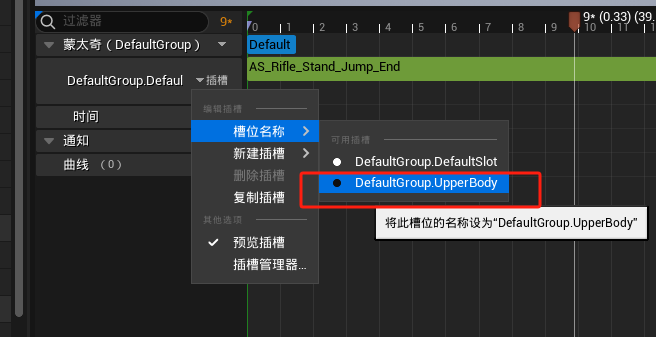 过滤器 9* 9* (0.33) (39.
0 1 2 3 4 5 6 7 8 9 10 11 12
蒙太奇（DefaultGroup） Default
DefaultGroup.Defaul 插槽 AS_Rifle_Stand_Jump_End
时间
通知
曲线（0）
编辑插槽
槽位名称
新建插槽
删除插槽
复制插槽
其他选项
预览插槽
插槽管理器...
可用插槽
DefaultGroup.DefaultSlot
DefaultGroup.UpperBody
将此槽位的名称设为“DefaultGroup.UpperBody”